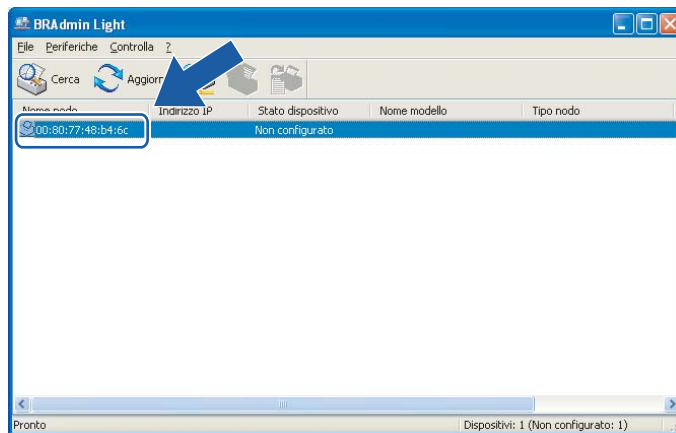 BRAdmin Light
File Periferiche Controlla ?
Cerca
Indirizzo IP Stato dispositivo Nome modello Tipo nodo
00:80:77:48:b4:6c Non configurato
Pronto Dispositivi: 1 (Non configurato: 1)